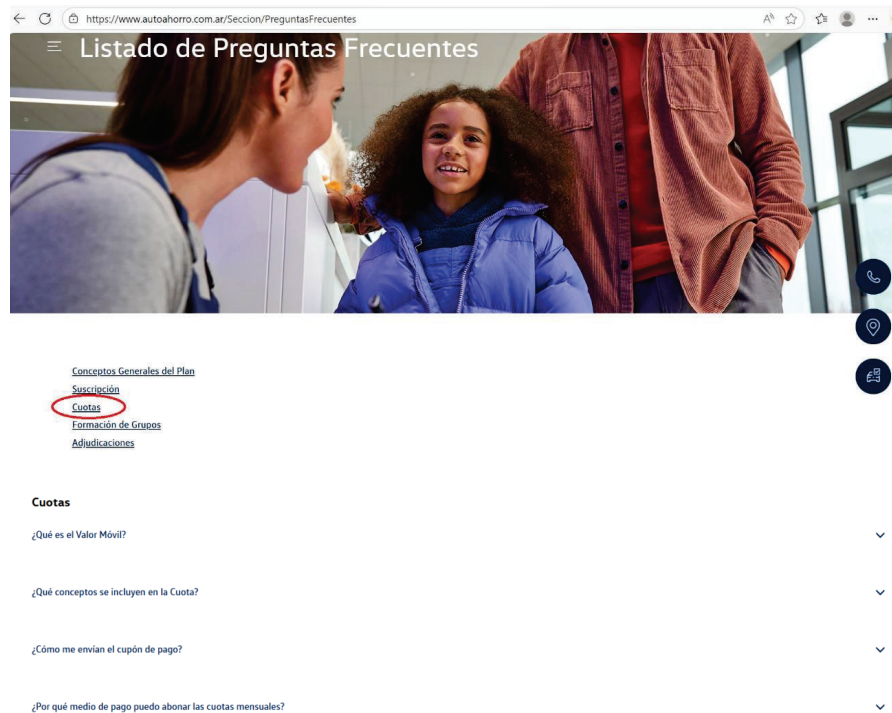 https://www.autoahorro.com.ar/Seccion/PreguntasFrecuentes
Listado de Preguntas Frecuentes
Conceptos Generales del Plan
Suscripción
Cuotas
Formación de Grupos
Adjudicaciones
Cuotas
¿Qué es el Valor Móvil?
¿Qué conceptos se incluyen en la Cuota?
¿Cómo me envían el cupón de pago?
¿Por qué medio de pago puedo abonar las cuotas mensuales?